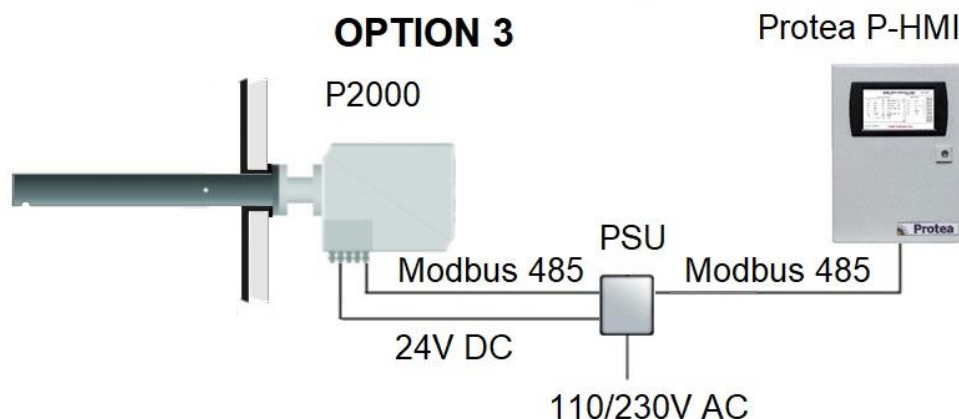 OPTION 3
Protea P-HMI
P2000
Protea
PSU
Modbus 485
Modbus 485
24V DC
110/230V AC